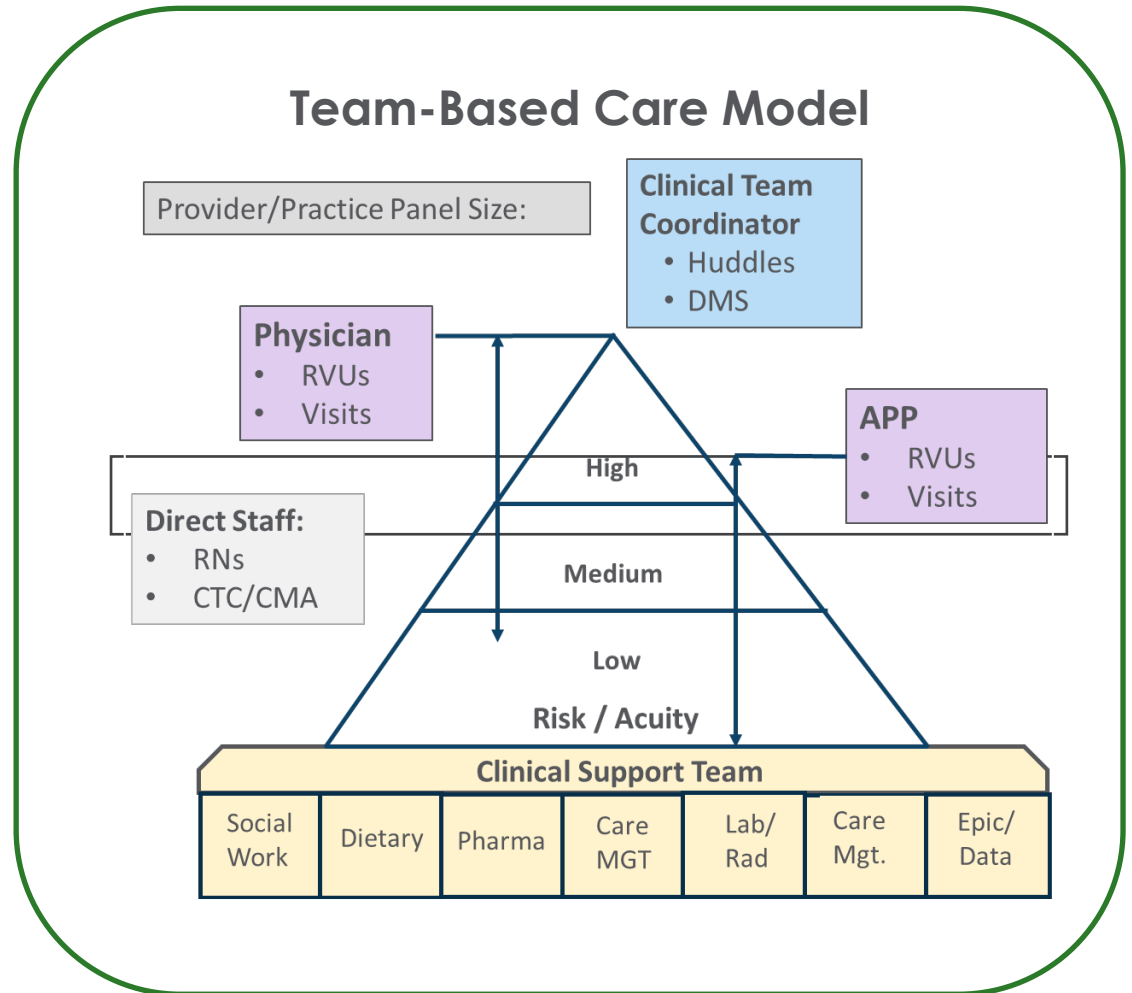 Team-Based Care Model
Provider/Practice Panel Size:
Clinical Team
Coordinator
• Huddles
• DMS
Physician
• RVUs
• Visits
APP
• RVUs
• Visits
High
Direct Staff:
• RNs
• CTC/CMA
Medium
Low
Risk / Acuity
Clinical Support Team
Social
Work
Dietary
Pharma
Care
MGT
Lab/
Rad
Care
Mgt.
Epic/
Data